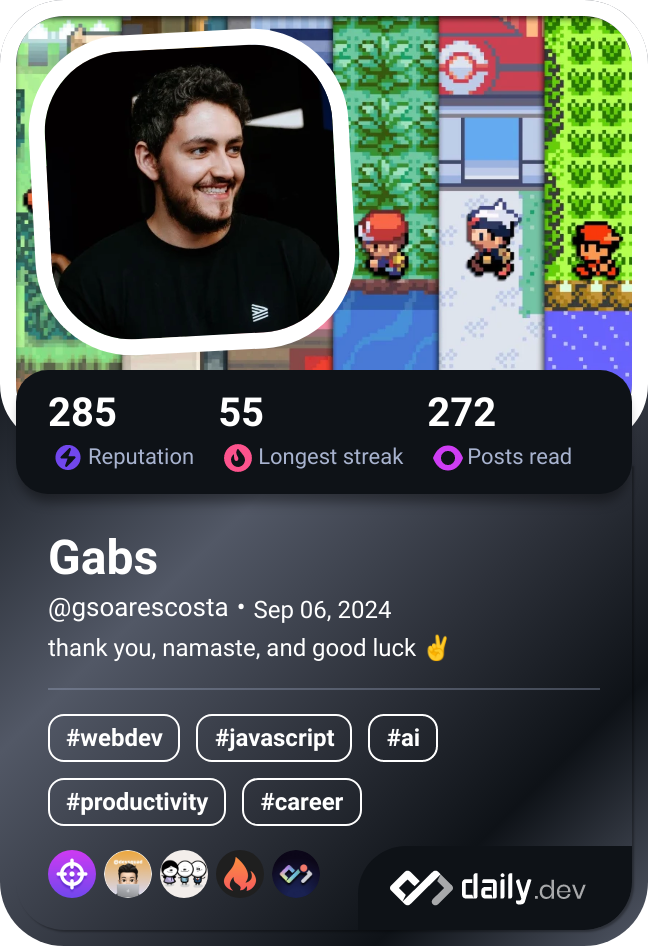 285 55 272
Reputation Longest streak Posts read
Gabs
@gsoarescosta • Sep 06, 2024
thank you, namaste, and good luck ✌️
#webdev #javascript #ai
#productivity #career
daily.dev